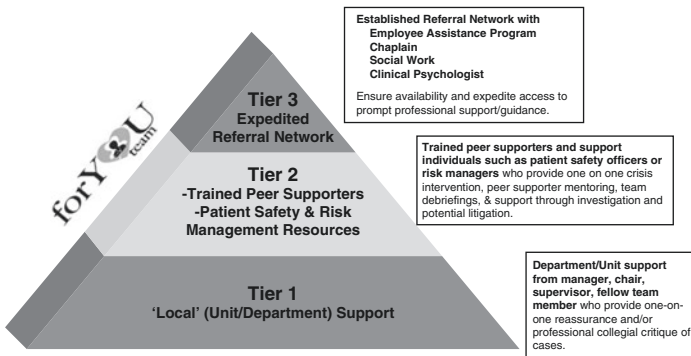 Established Referral Network with
Employee Assistance Program
Chaplain
Social Work
Clinical Psychologist
Ensure availability and expedite access to
prompt professional support/guidance.
Tier 3
Expedited
Referral Network
forYOU
team
Trained peer supporters and support
individuals such as patient safety officers or
risk managers who provide one on one crisis
intervention, peer supporter mentoring, team
debriefings, & support through investigation and
potential litigation.
Tier 2
-Trained Peer Supporters
-Patient Safety & Risk
Management Resources
Department/Unit support
from manager, chair,
supervisor, fellow team
member who provide one-on-
one reassurance and/or
professional collegial critique of
cases.
Tier 1
‘Local’ (Unit/Department) Support